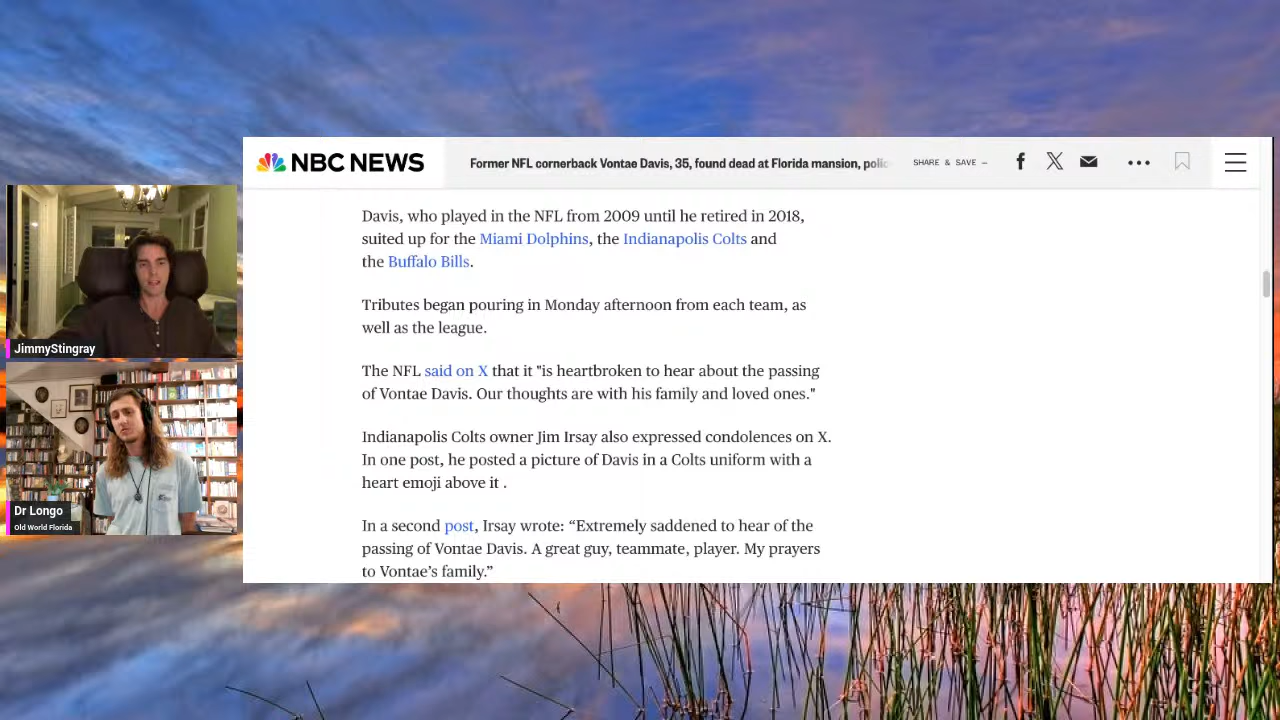 NBC NEWS
Former NFL cornerback Vontae Davis, 35, found dead at Florida mansion, polic
SHARE & SAVE –
Davis, who played in the NFL from 2009 until he retired in 2018,
suited up for the Miami Dolphins, the Indianapolis Colts and
the Buffalo Bills.
Tributes began pouring in Monday afternoon from each team, as
well as the league.
The NFL said on X that it "is heartbroken to hear about the passing
of Vontae Davis. Our thoughts are with his family and loved ones."
Indianapolis Colts owner Jim Irsay also expressed condolences on X.
In one post, he posted a picture of Davis in a Colts uniform with a
heart emoji above it .
In a second post, Irsay wrote: “Extremely saddened to hear of the
passing of Vontae Davis. A great guy, teammate, player. My prayers
to Vontae’s family.”
JimmyStingray
Dr Longo
Old World Florida